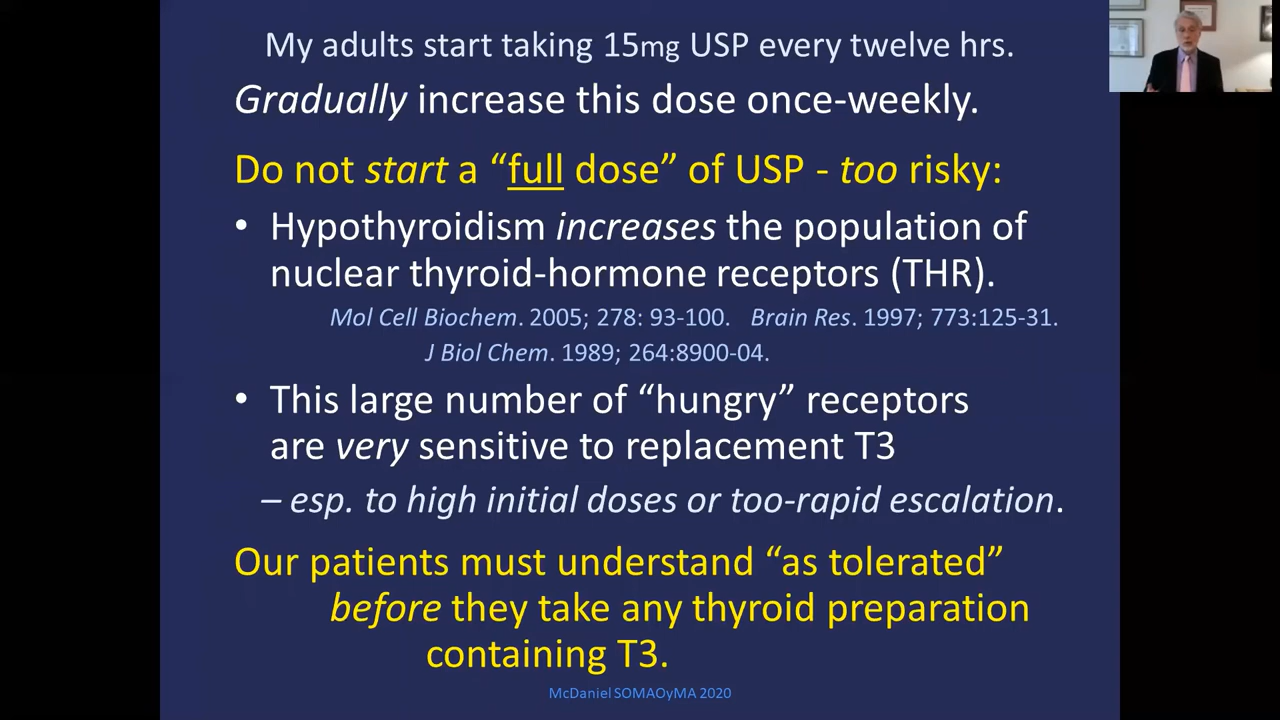 My adults start taking 15mg USP every twelve hrs.
Gradually increase this dose once-weekly.
Do not start a “full dose” of USP - too risky:
• Hypothyroidism increases the population of
nuclear thyroid-hormone receptors (THR).
Mol Cell Biochem. 2005; 278: 93-100. Brain Res. 1997; 773:125-31.
J Biol Chem. 1989; 264:8900-04.
• This large number of “hungry” receptors
are very sensitive to replacement T3
– esp. to high initial doses or too-rapid escalation.
Our patients must understand “as tolerated”
before they take any thyroid preparation
containing T3.
McDaniel SOMAOyMA 2020